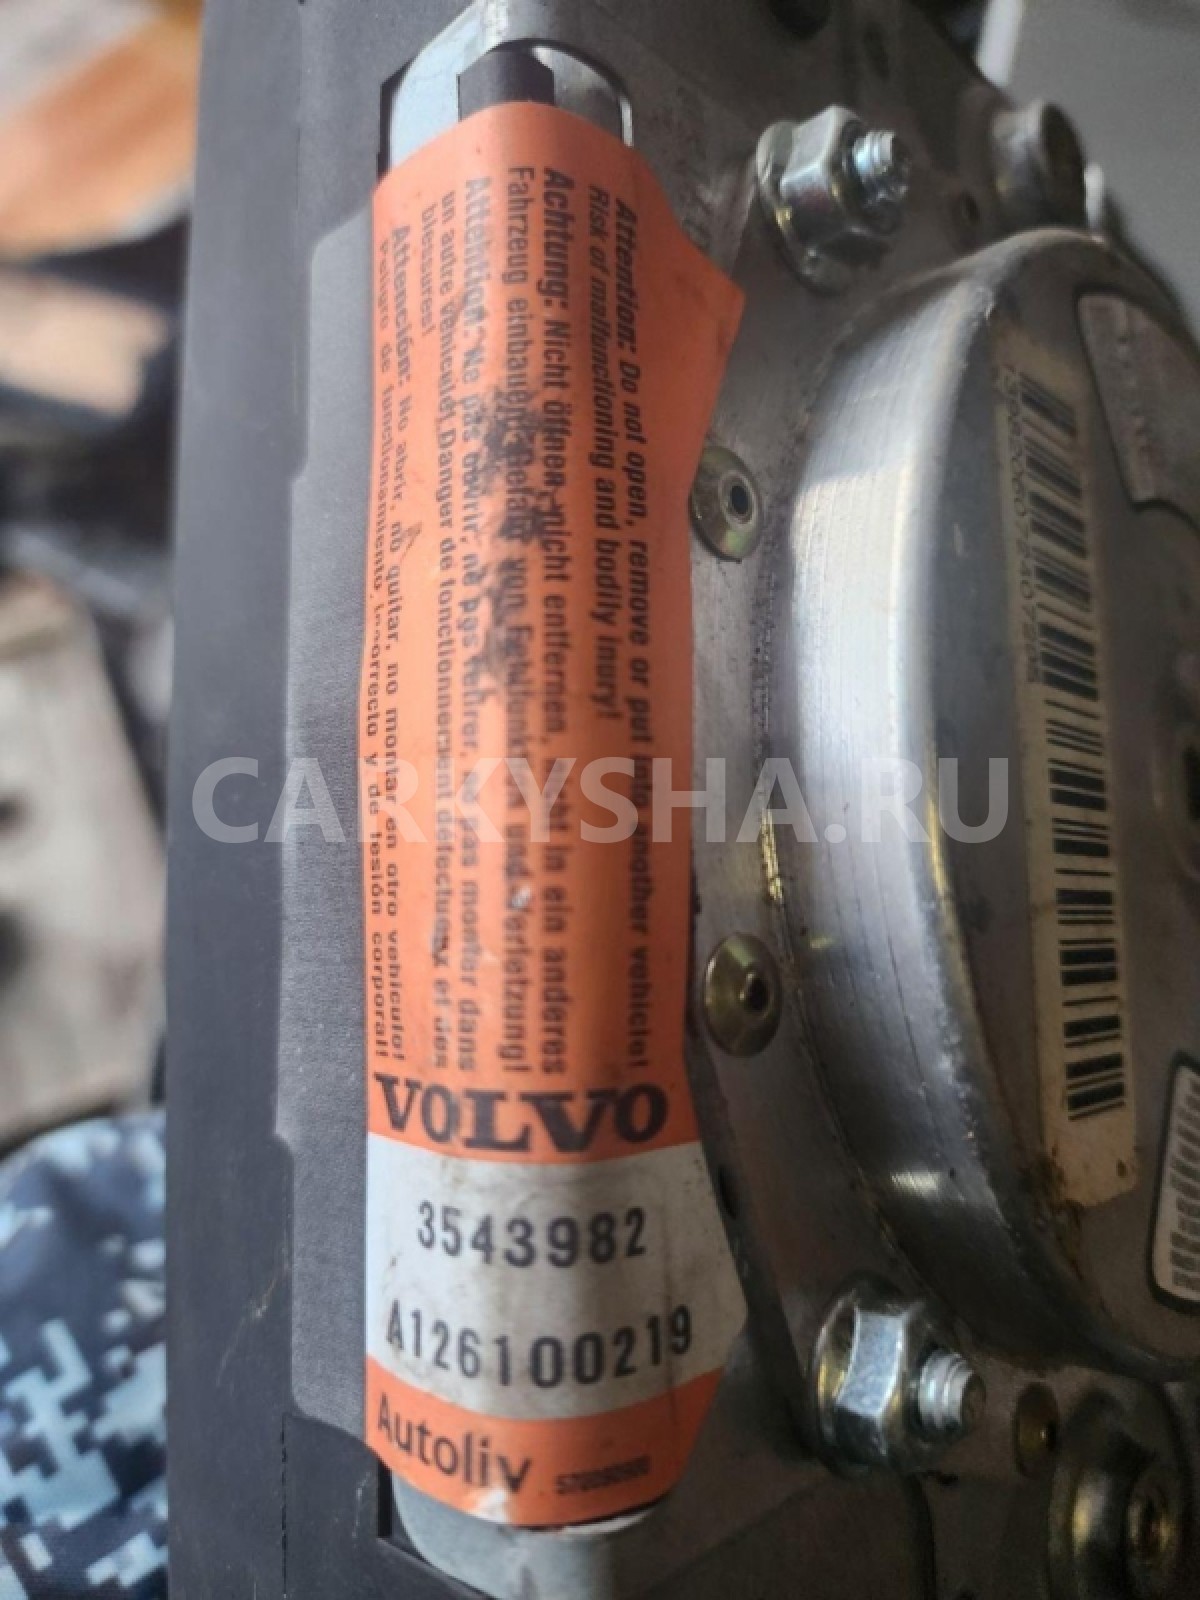 Attention: Do not open, remove or put into another vehicle!
Risk of malfunctioning and bodily inury!
Achtung: Nicht öffnen, nicht entfernen, nicht in ein anderes
Fahrzeug einbauen! Gefahr von Fehlfunktion und Verletzung!
Attention: Ne pas ouvrir, ne pas retirer, ne pas monter dans
un autre véhicule! Danger de fonctionnement défectueux et des
blesures!
Atención: No abrir, no quitar, no montar en otro vehículo!
Peligro de funcionamiento incorrecto y de lesión corporal!
VOLVO
3543982
A126100219
Autoliv
CARKYSHA.RU